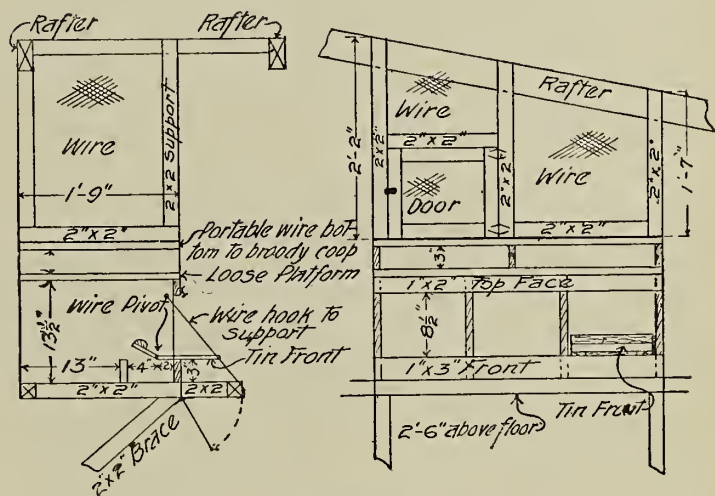 Rafter
Rafter
Wire
2x2 Support
1'-9"
2"x2"
Portable wire bot-
tom to broody coop
Loose Platform
Wire Pivot
Wire hook to
support
Tin Front
13½"
13"
4"
2"
3"
2"x2"
2x2
2"x2" Brace
Rafter
Wire
2'-2"
2"x2"
2"x2"
2"x2"
Wire
Door
2"x2"
2"x2"
1'-7"
3"
1"x2" Top Face
8½"
1"x3" Front
Tin Front
2'-6" above floor